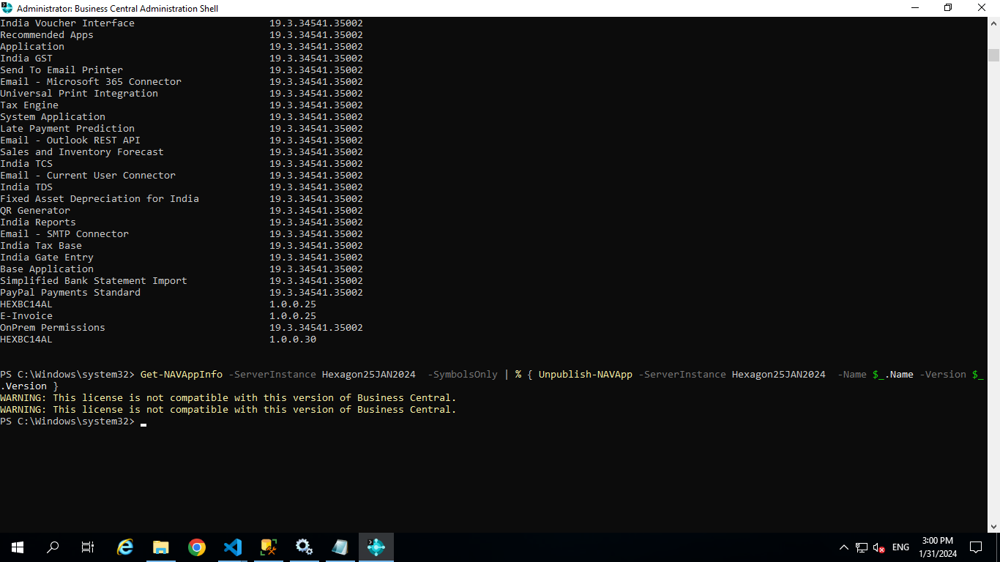 Administrator: Business Central Administration Shell
India Voucher Interface 19.3.34541.35002
Recommended Apps 19.3.34541.35002
Application 19.3.34541.35002
India GST 19.3.34541.35002
Send To Email Printer 19.3.34541.35002
Email - Microsoft 365 Connector 19.3.34541.35002
Universal Print Integration 19.3.34541.35002
Tax Engine 19.3.34541.35002
System Application 19.3.34541.35002
Late Payment Prediction 19.3.34541.35002
Email - Outlook REST API 19.3.34541.35002
Sales and Inventory Forecast 19.3.34541.35002
India TCS 19.3.34541.35002
Email - Current User Connector 19.3.34541.35002
India TDS 19.3.34541.35002
Fixed Asset Depreciation for India 19.3.34541.35002
QR Generator 19.3.34541.35002
India Reports 19.3.34541.35002
Email - SMTP Connector 19.3.34541.35002
India Tax Base 19.3.34541.35002
India Gate Entry 19.3.34541.35002
Base Application 19.3.34541.35002
Simplified Bank Statement Import 19.3.34541.35002
PayPal Payments Standard 19.3.34541.35002
HEXBC14AL 1.0.0.25
E-Invoice 1.0.0.25
OnPrem Permissions 19.3.34541.35002
HEXBC14AL 1.0.0.30
PS C:\Windows\system32> Get-NAVAppInfo -ServerInstance Hexagon25JAN2024  -SymbolsOnly | % { Unpublish-NAVApp -ServerInstance Hexagon25JAN2024  -Name $_.Name -Version $_
.Version }
WARNING: This license is not compatible with this version of Business Central.
WARNING: This license is not compatible with this version of Business Central.
PS C:\Windows\system32> _
ENG
3:00 PM
1/31/2024